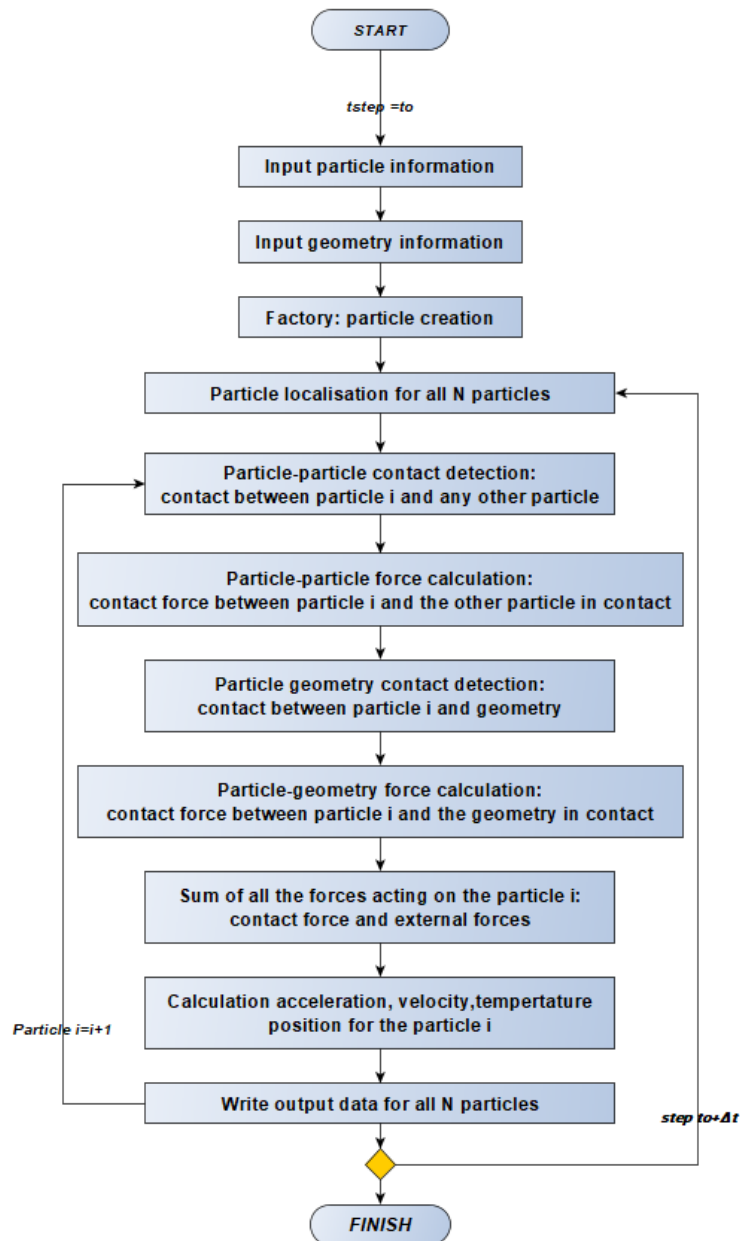 START
tstep =to
Input particle information
Input geometry information
Factory: particle creation
Particle localisation for all N particles
Particle-particle contact detection:
contact between particle i and any other particle
Particle-particle force calculation:
contact force between particle i and the other particle in contact
Particle geometry contact detection:
contact between particle i and geometry
Particle-geometry force calculation:
contact force between particle i and the geometry in contact
Sum of all the forces acting on the particle i:
contact force and external forces
Calculation acceleration, velocity,tempertature
position for the particle i
Particle i=i+1
Write output data for all N particles
step to+Δt
FINISH